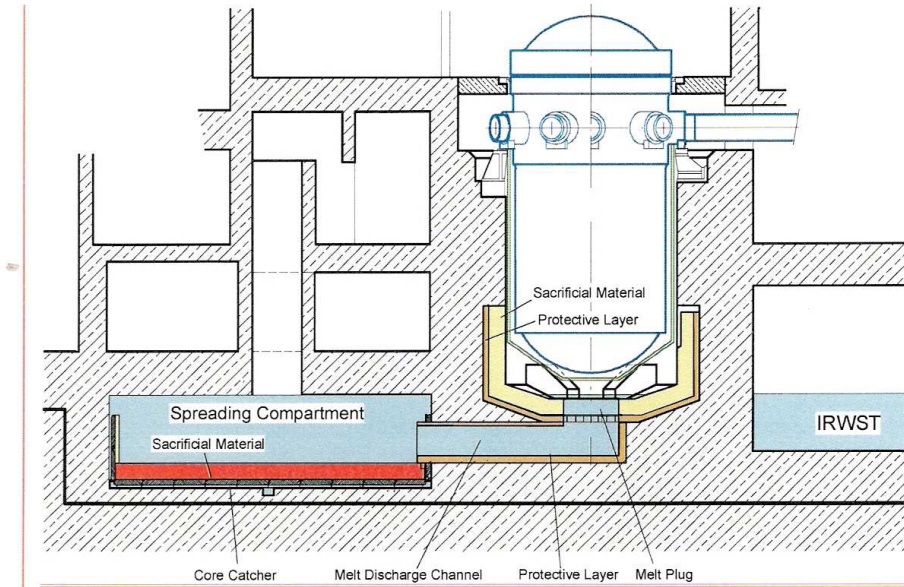 Sacrificial Material
Protective Layer
Spreading Compartment
IRWST
Sacrificial Material
Core Catcher
Melt Discharge Channel
Protective Layer
Melt Plug